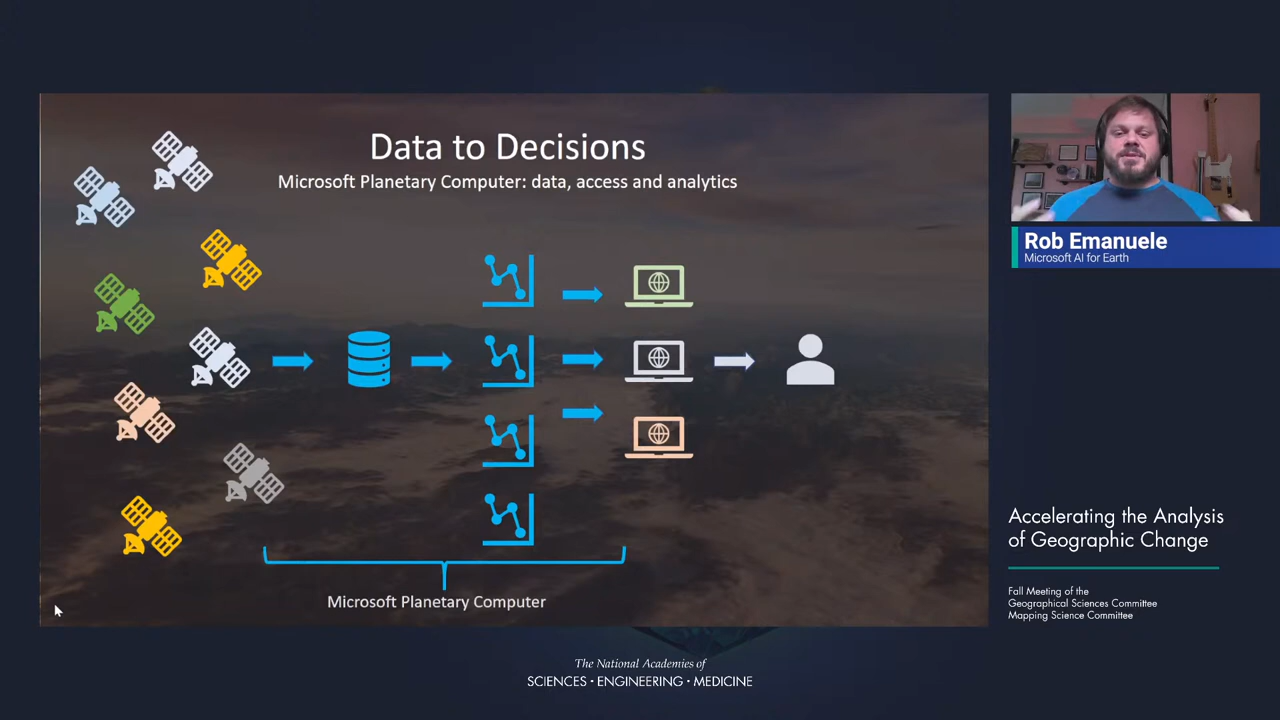 Data to Decisions
Microsoft Planetary Computer: data, access and analytics
Microsoft Planetary Computer
Rob Emanuele
Microsoft AI for Earth
Accelerating the Analysis
of Geographic Change
Fall Meeting of the
Geographical Sciences Committee
Mapping Science Committee
The National Academies of
SCIENCES • ENGINEERING • MEDICINE